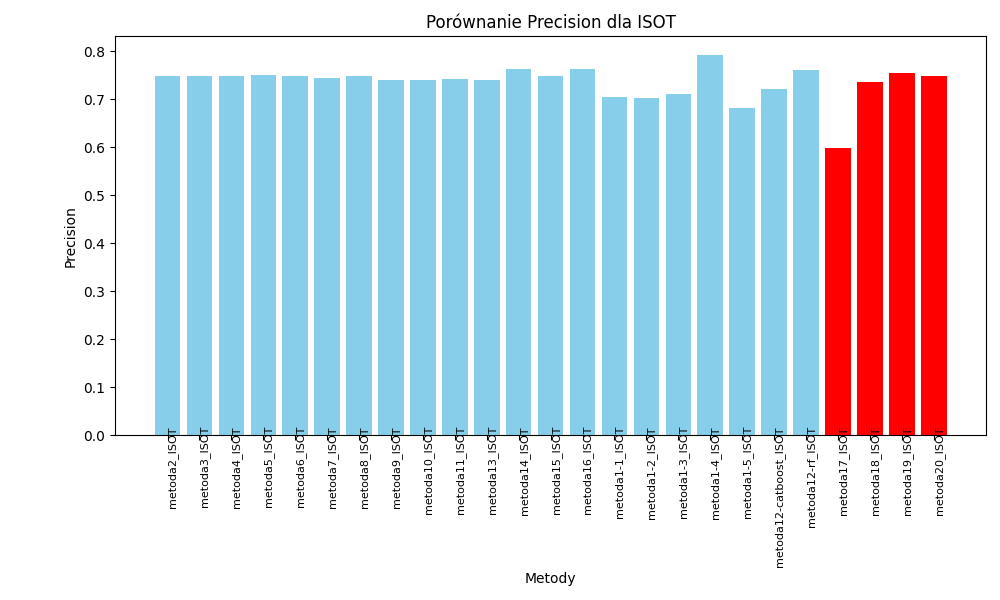 Porównanie Precision dla ISOT
Precision
0.8
0.7
0.6
0.5
0.4
0.3
0.2
0.1
0.0
metoda2_ISOT
metoda3_ISOT
metoda4_ISOT
metoda5_ISOT
metoda6_ISOT
metoda7_ISOT
metoda8_ISOT
metoda9_ISOT
metoda10_ISOT
metoda11_ISOT
metoda13_ISOT
metoda14_ISOT
metoda15_ISOT
metoda16_ISOT
metoda1-1_ISOT
metoda1-2_ISOT
metoda1-3_ISOT
metoda1-4_ISOT
metoda1-5_ISOT
metoda12-catboost_ISOT
metoda12-rf_ISOT
metoda17_ISOT
metoda18_ISOT
metoda19_ISOT
metoda20_ISOT
Metody